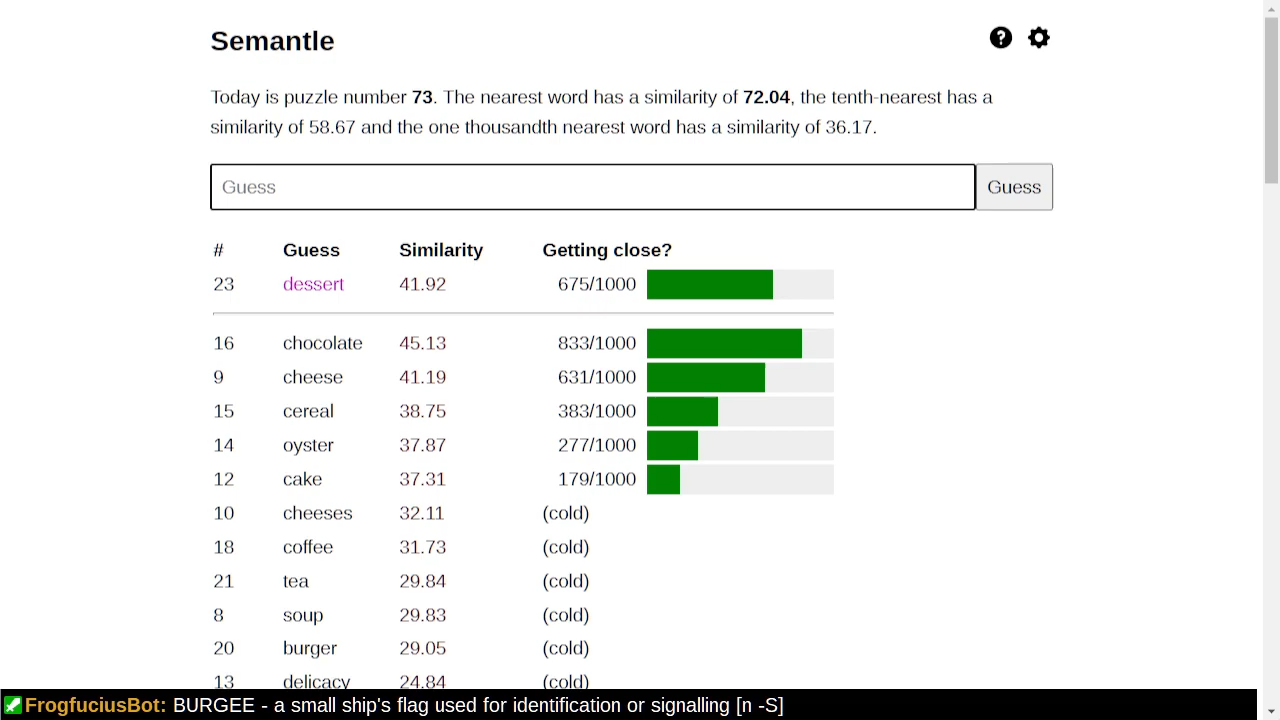 Semantle
Today is puzzle number 73. The nearest word has a similarity of 72.04, the tenth-nearest has a
similarity of 58.67 and the one thousandth nearest word has a similarity of 36.17.
Guess Guess
# Guess Similarity Getting close?
23 dessert 41.92 675/1000
16 chocolate 45.13 833/1000
9 cheese 41.19 631/1000
15 cereal 38.75 383/1000
14 oyster 37.87 277/1000
12 cake 37.31 179/1000
10 cheeses 32.11 (cold)
18 coffee 31.73 (cold)
21 tea 29.84 (cold)
8 soup 29.83 (cold)
20 burger 29.05 (cold)
13 delicacy 24.84 (cold)
FrogfuciusBot: BURGEE - a small ship's flag used for identification or signalling [n -S]